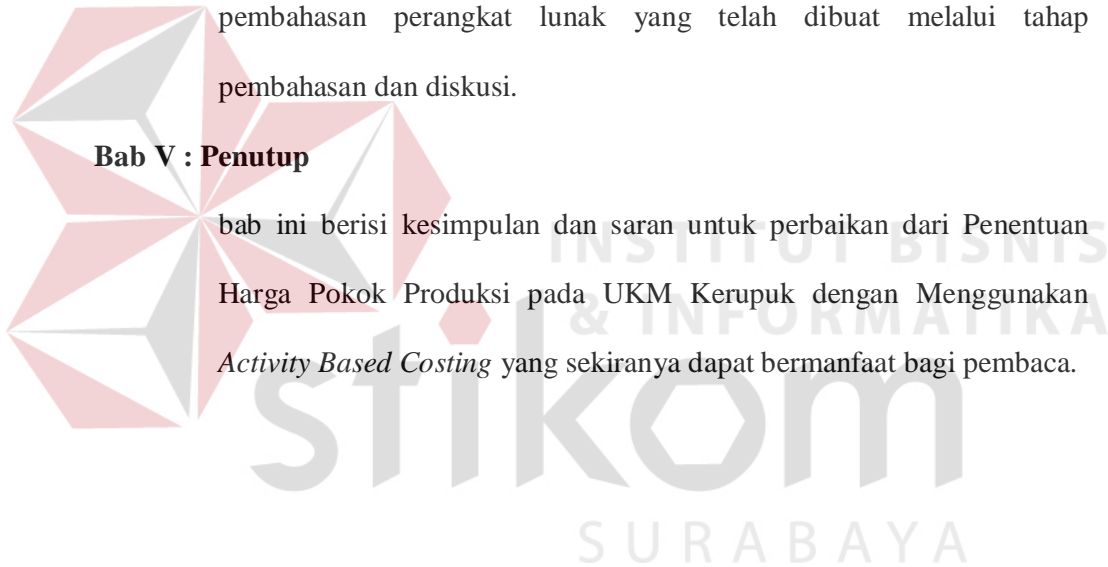 pembahasan perangkat lunak yang telah dibuat melalui tahap
pembahasan dan diskusi.
Bab V : Penutup
bab ini berisi kesimpulan dan saran untuk perbaikan dari Penentuan
Harga Pokok Produksi pada UKM Kerupuk dengan Menggunakan
Activity Based Costing yang sekiranya dapat bermanfaat bagi pembaca.
INSTITUT BISNIS
& INFORMATIKA
stikom
SURABAYA